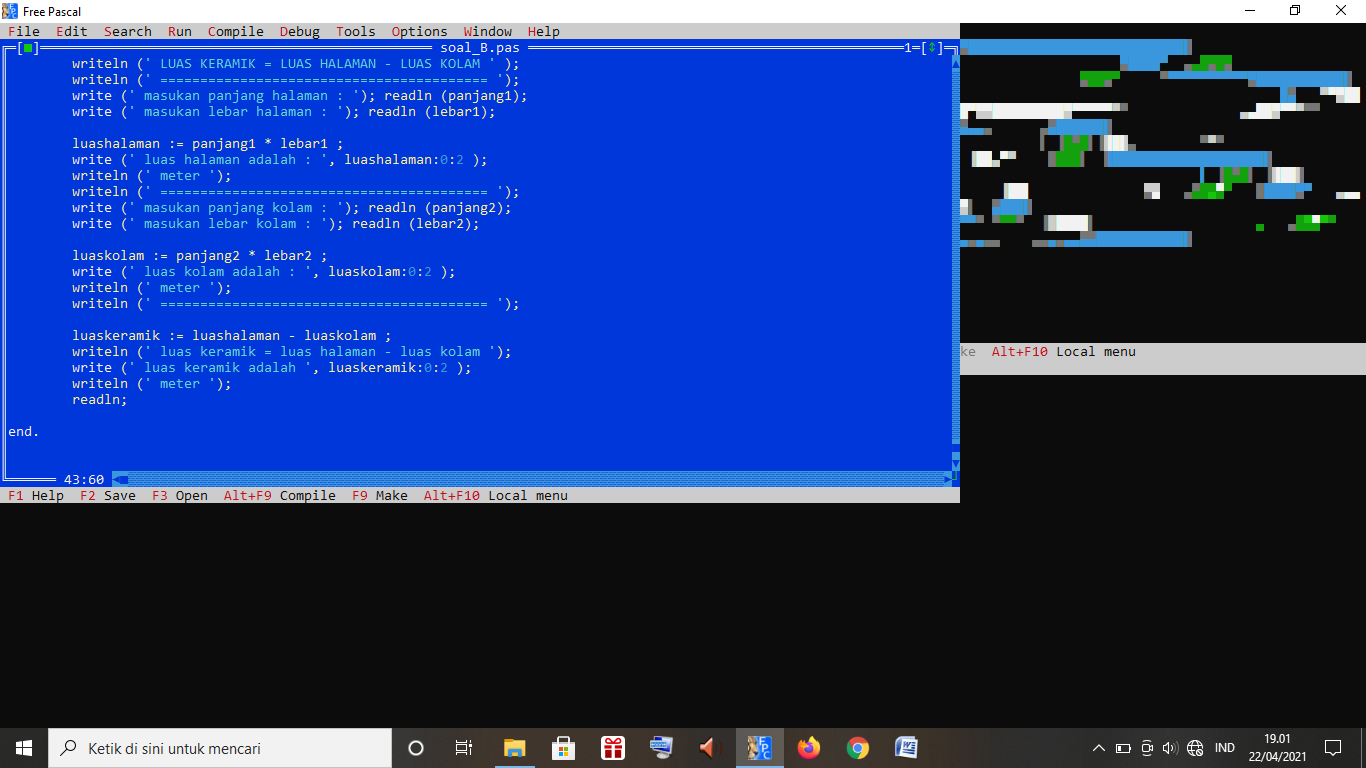 Free Pascal
File Edit Search Run Compile Debug Tools Options Window Help
[■] soal_B.pas 1=[↕]
writeln (' LUAS KERAMIK = LUAS HALAMAN - LUAS KOLAM ' );
writeln (' ========================================= ');
write (' masukan panjang halaman : '); readln (panjang1);
write (' masukan lebar halaman : '); readln (lebar1);
luashalaman := panjang1 * lebar1 ;
write (' luas halaman adalah : ', luashalaman:0:2 );
writeln (' meter ');
writeln (' ========================================= ');
write (' masukan panjang kolam : '); readln (panjang2);
write (' masukan lebar kolam : '); readln (lebar2);
luaskolam := panjang2 * lebar2 ;
write (' luas kolam adalah : ', luaskolam:0:2 );
writeln (' meter ');
writeln (' ========================================= ');
luaskeramik := luashalaman - luaskolam ;
writeln (' luas keramik = luas halaman - luas kolam ');
write (' luas keramik adalah ', luaskeramik:0:2 );
writeln (' meter ');
readln;
end.
43:60
F1 Help F2 Save F3 Open Alt+F9 Compile F9 Make Alt+F10 Local menu
ke Alt+F10 Local menu
Ketik di sini untuk mencari
IND
19.01
22/04/2021